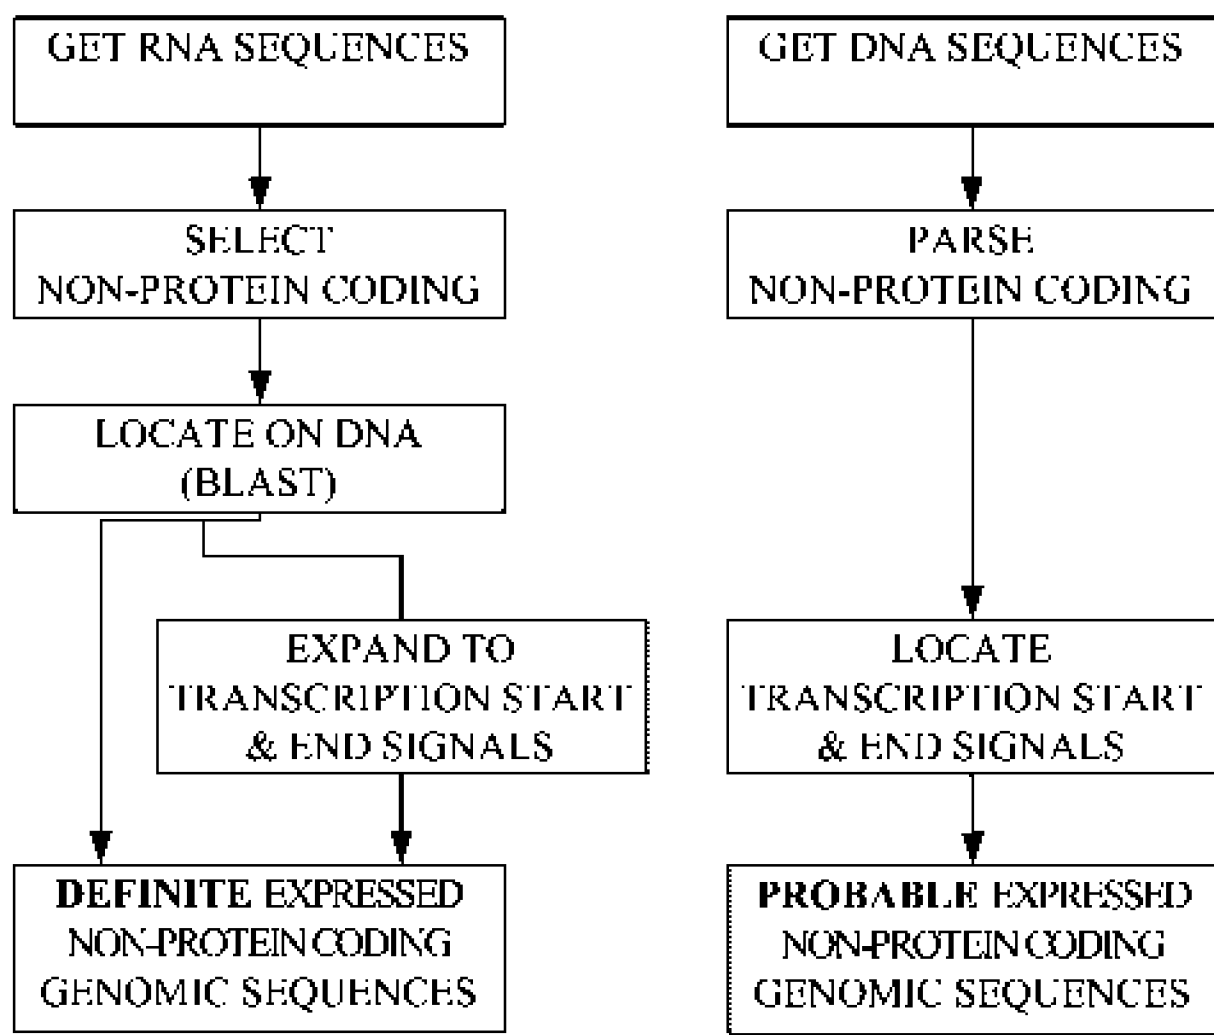 GET RNA SEQUENCES
SELECT
NON-PROTEIN CODING
LOCATE ON DNA
(BLAST)
EXPAND TO
TRANSCRIPTION START
& END SIGNALS
DEFINITE EXPRESSED
NON-PROTEIN CODING
GENOMIC SEQUENCES
GET DNA SEQUENCES
PARSE
NON-PROTEIN CODING
LOCATE
TRANSCRIPTION START
& END SIGNALS
PROBABLE EXPRESSED
NON-PROTEIN CODING
GENOMIC SEQUENCES